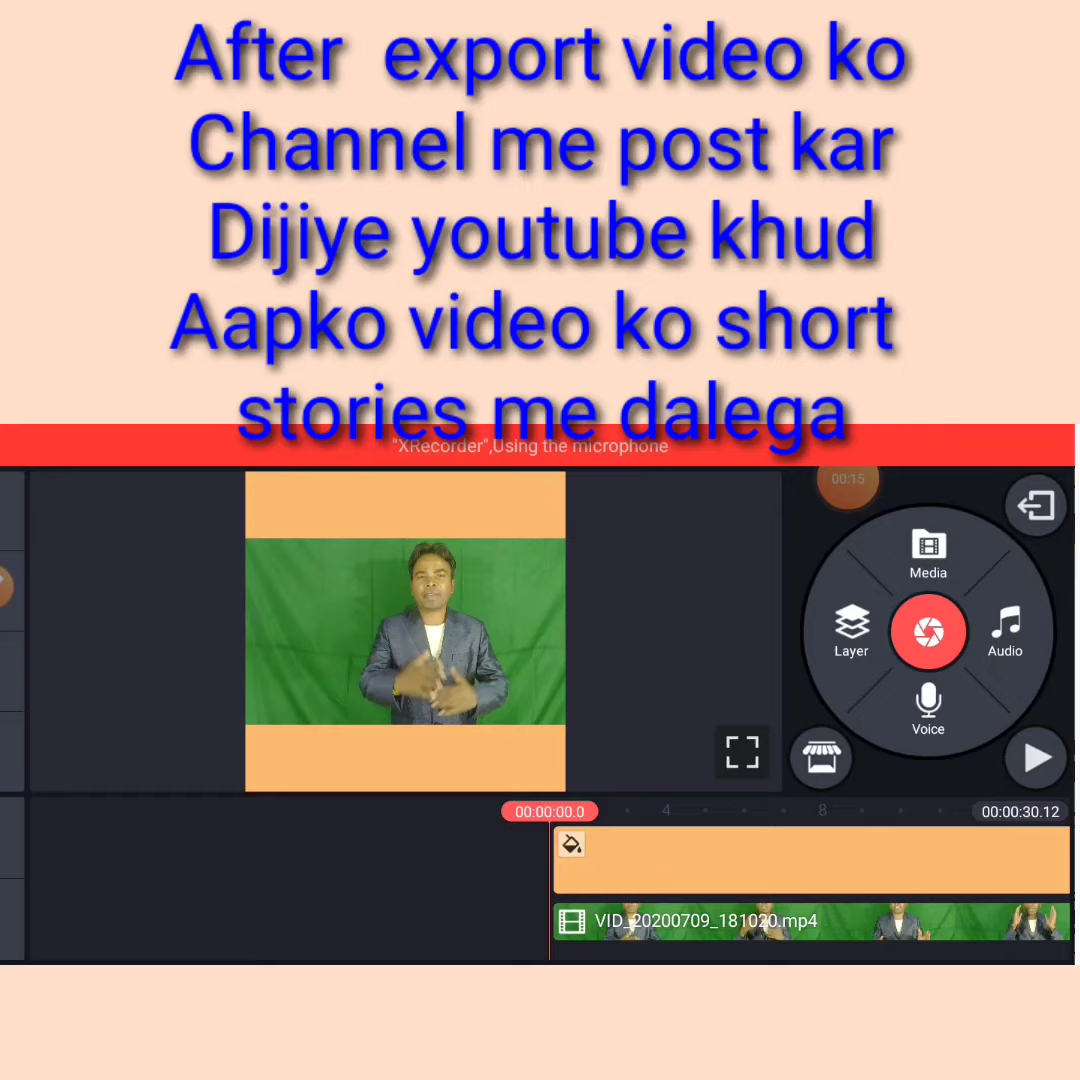 After export video ko
Channel me post kar
Dijiye youtube khud
Aapko video ko short
stories me dalega
"XRecorder",Using the microphone
00:15
Media
Layer
Audio
Voice
00:00:00.0
4
8
00:00:30.12
VID_20200709_181020.mp4